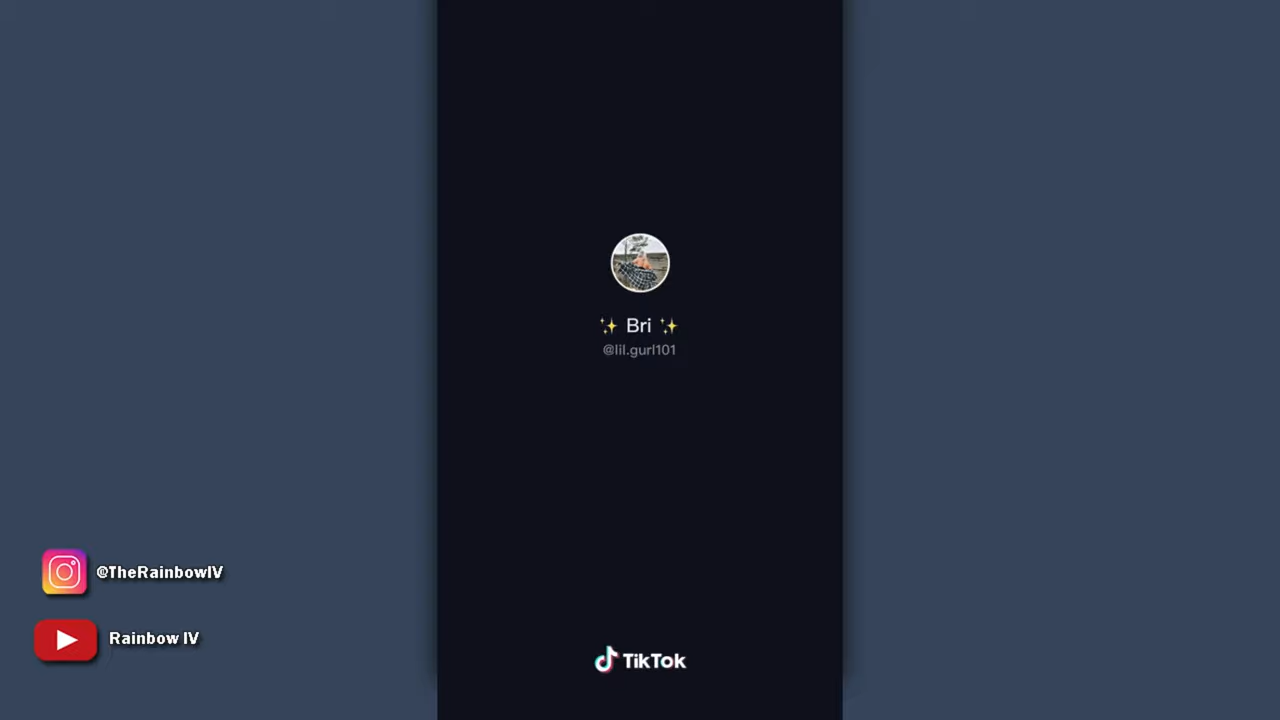 ✨ Bri ✨
@lil.gurl101
@TheRainbowIV
Rainbow IV
TikTok